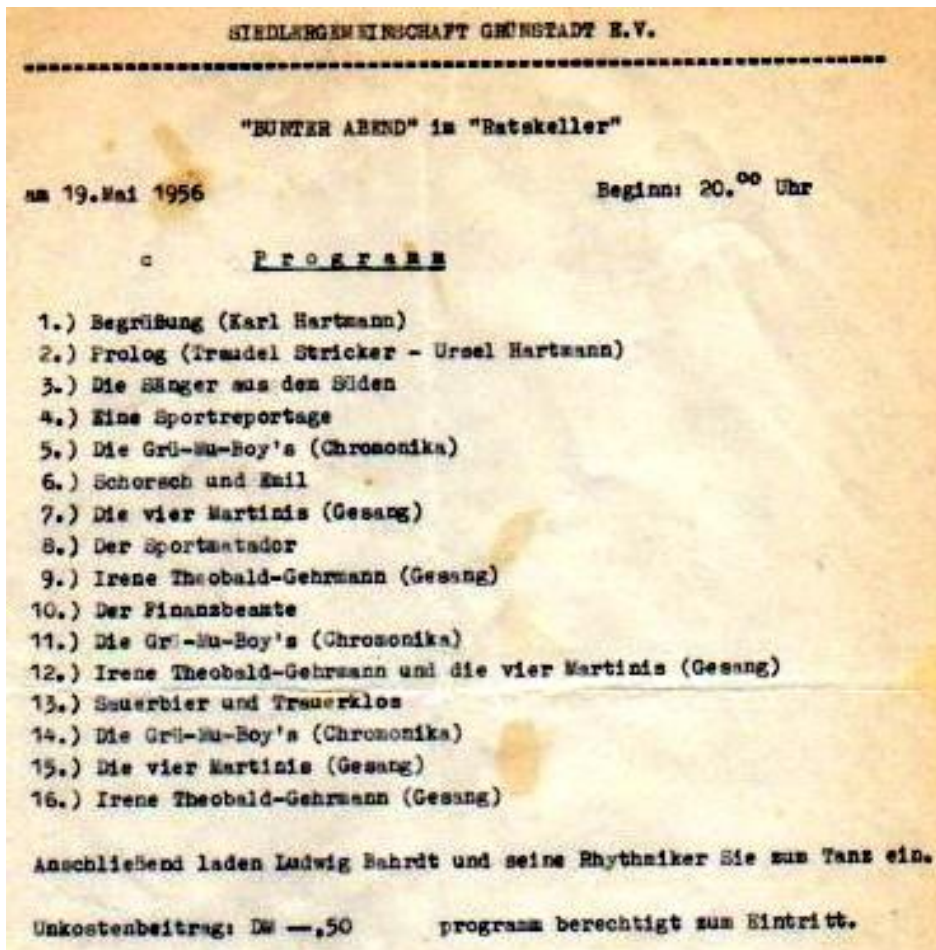 SIEDLERGEMEINSCHAFT GRÜNSTADT E.V.
"BUNTER ABEND" im "Ratskeller"
am 19.Mai 1956 Beginn: 20.⁰⁰ Uhr
c Programm
1.) Begrüßung (Karl Hartmann)
2.) Prolog (Traudel Stricker - Ursel Hartmann)
3.) Die Sänger aus dem Süden
4.) Eine Sportreportage
5.) Die Grü-Mu-Boy's (Chromonika)
6.) Schorsch und Emil
7.) Die vier Martinis (Gesang)
8.) Der Sportmatador
9.) Irene Theobald-Gehrmann (Gesang)
10.) Der Finanzbeamte
11.) Die Grü-Mu-Boy's (Chromonika)
12.) Irene Theobald-Gehrmann und die vier Martinis (Gesang)
13.) Sauerbier und Trauerklos
14.) Die Grü-Mu-Boy's (Chromonika)
15.) Die vier Martinis (Gesang)
16.) Irene Theobald-Gehrmann (Gesang)
Anschließend laden Ludwig Bahrdt und seine Rhythmiker Sie zum Tanz ein.
Unkostenbeitrag: DM —,50 programm berechtigt zum Eintritt.